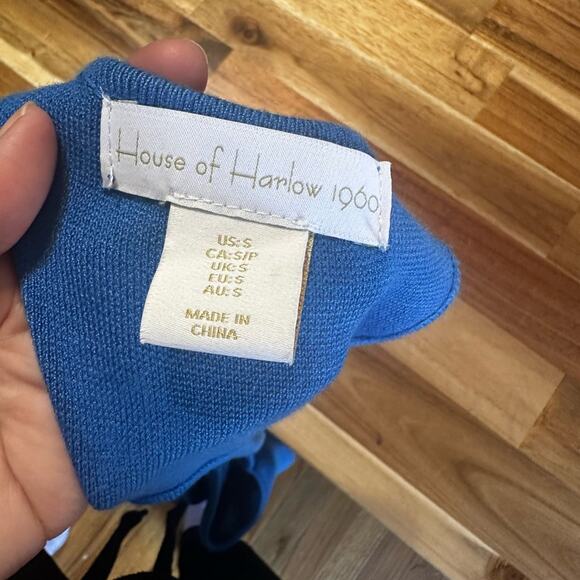 House of Harlow 1960
US:S
CA:S/P
UK:S
EU:S
AU:S
MADE IN
CHINA